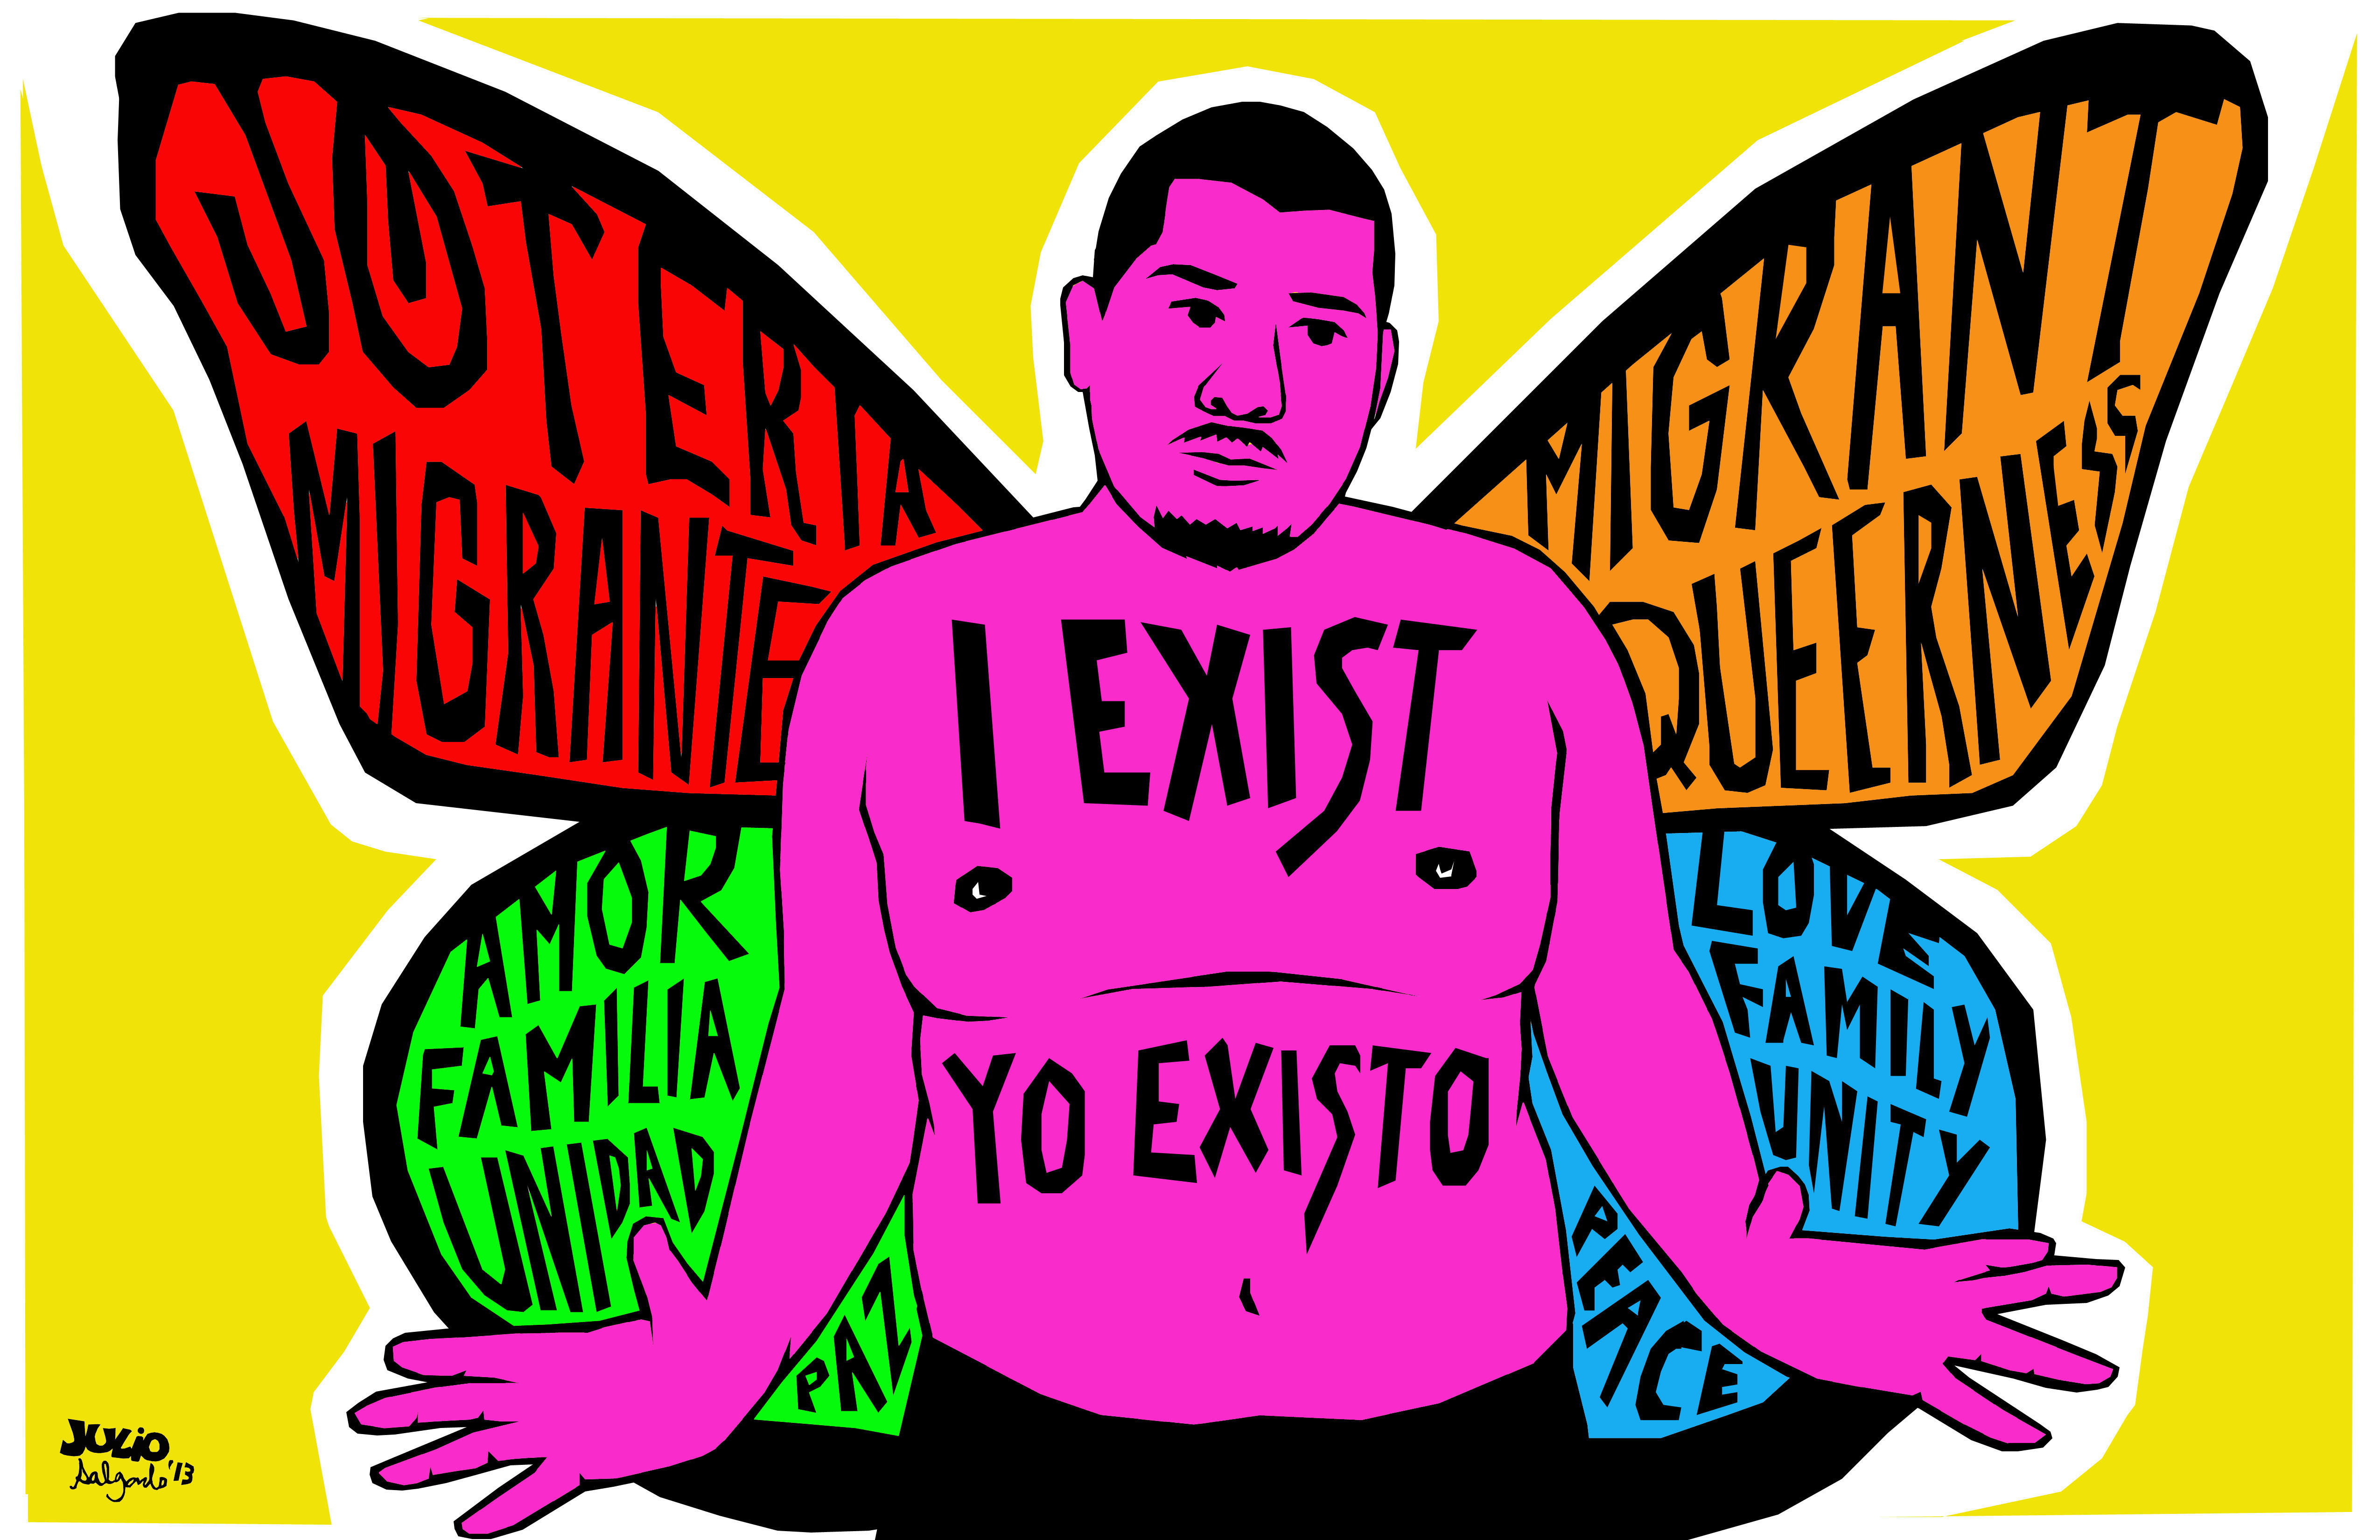 JOTERIA
MIGRANTE
MIGRANT
QUEERNESS
I EXIST
YO EXISTO
AMOR
FAMILIA
UNIDAD
PAZ
LOVE
FAMILY
UNITY
PEACE
Julio
Salgado '13